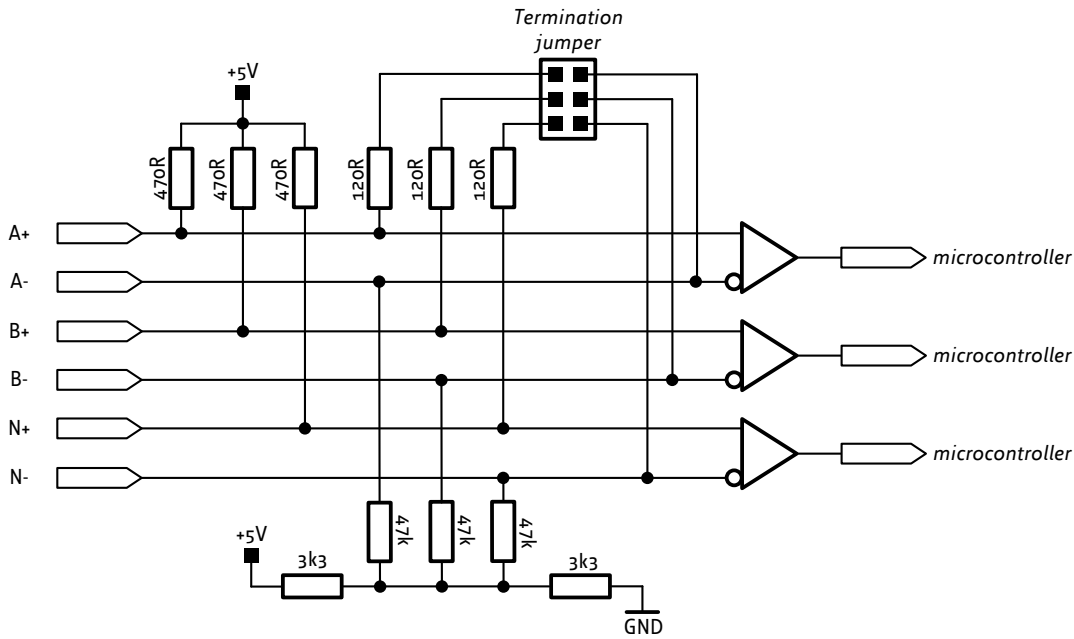 Termination
jumper
+5V
470R
470R
470R
120R
120R
120R
A+
microcontroller
A-
B+
microcontroller
B-
N+
microcontroller
N-
47k
47k
47k
+5V
3k3
3k3
GND